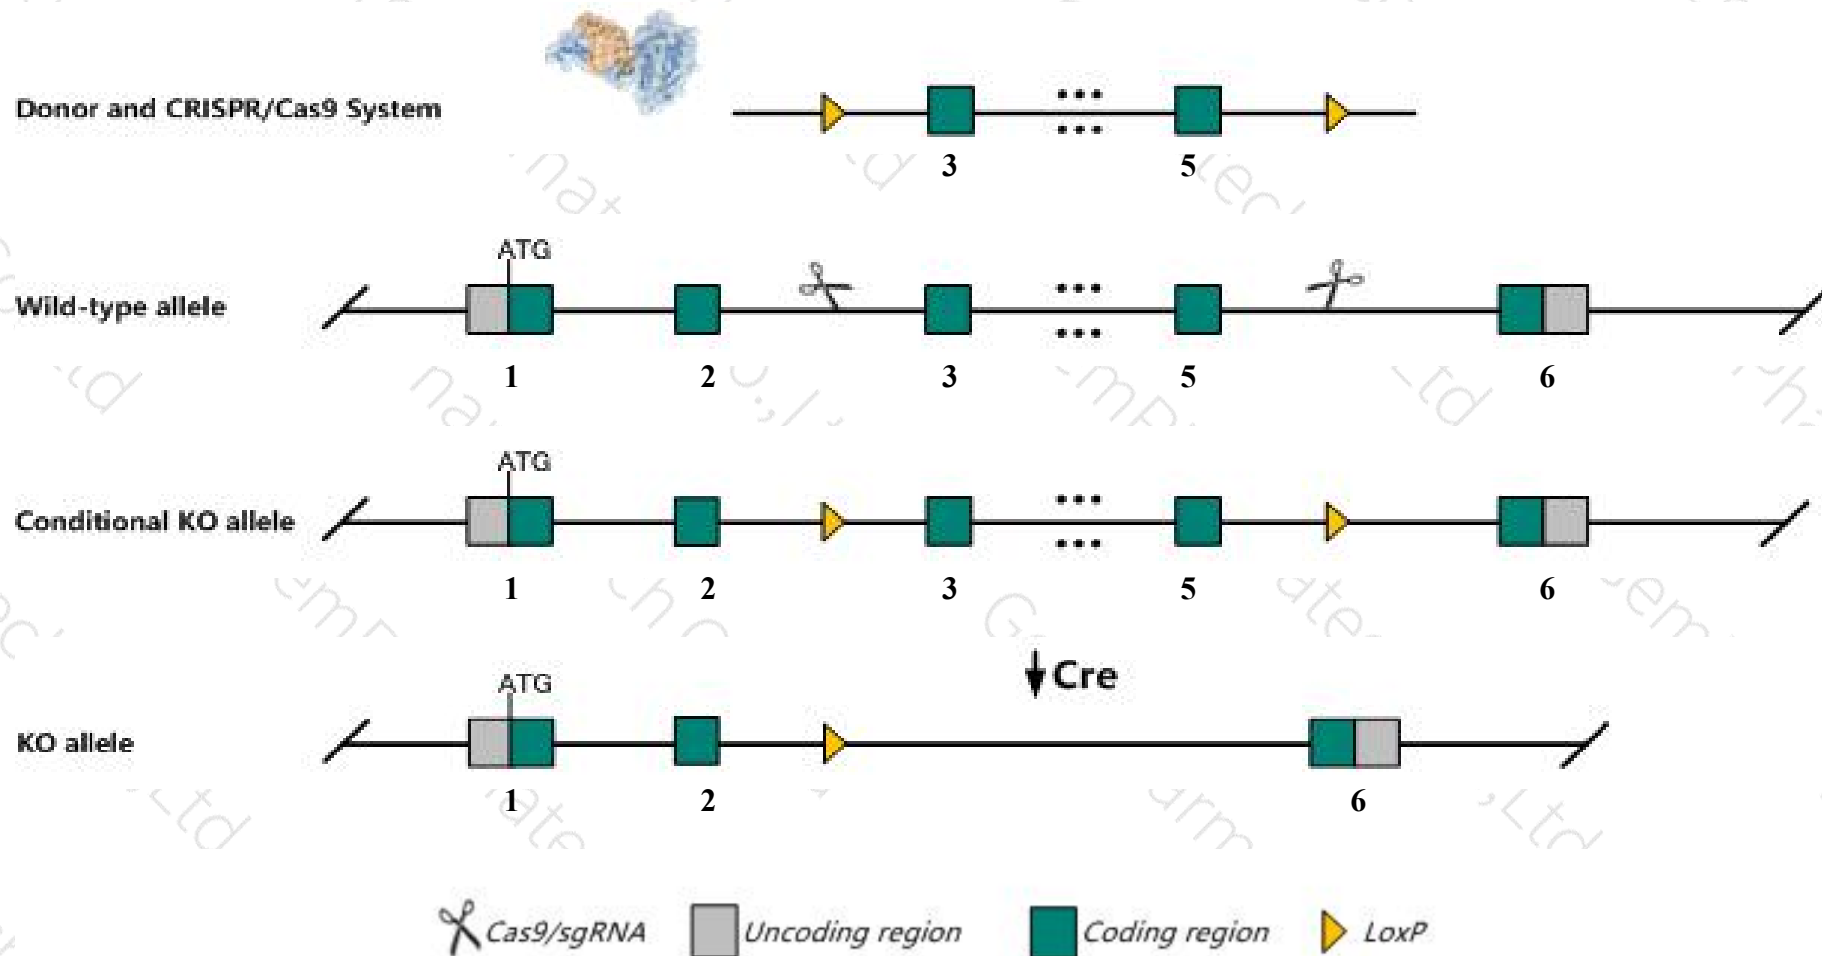 Donor and CRISPR/Cas9 System
3 5
ATG
Wild-type allele
1 2 3 5 6
ATG
Conditional KO allele
1 2 3 5 6
Cre
ATG
KO allele
1 2 6
Cas9/sgRNA Uncoding region Coding region LoxP